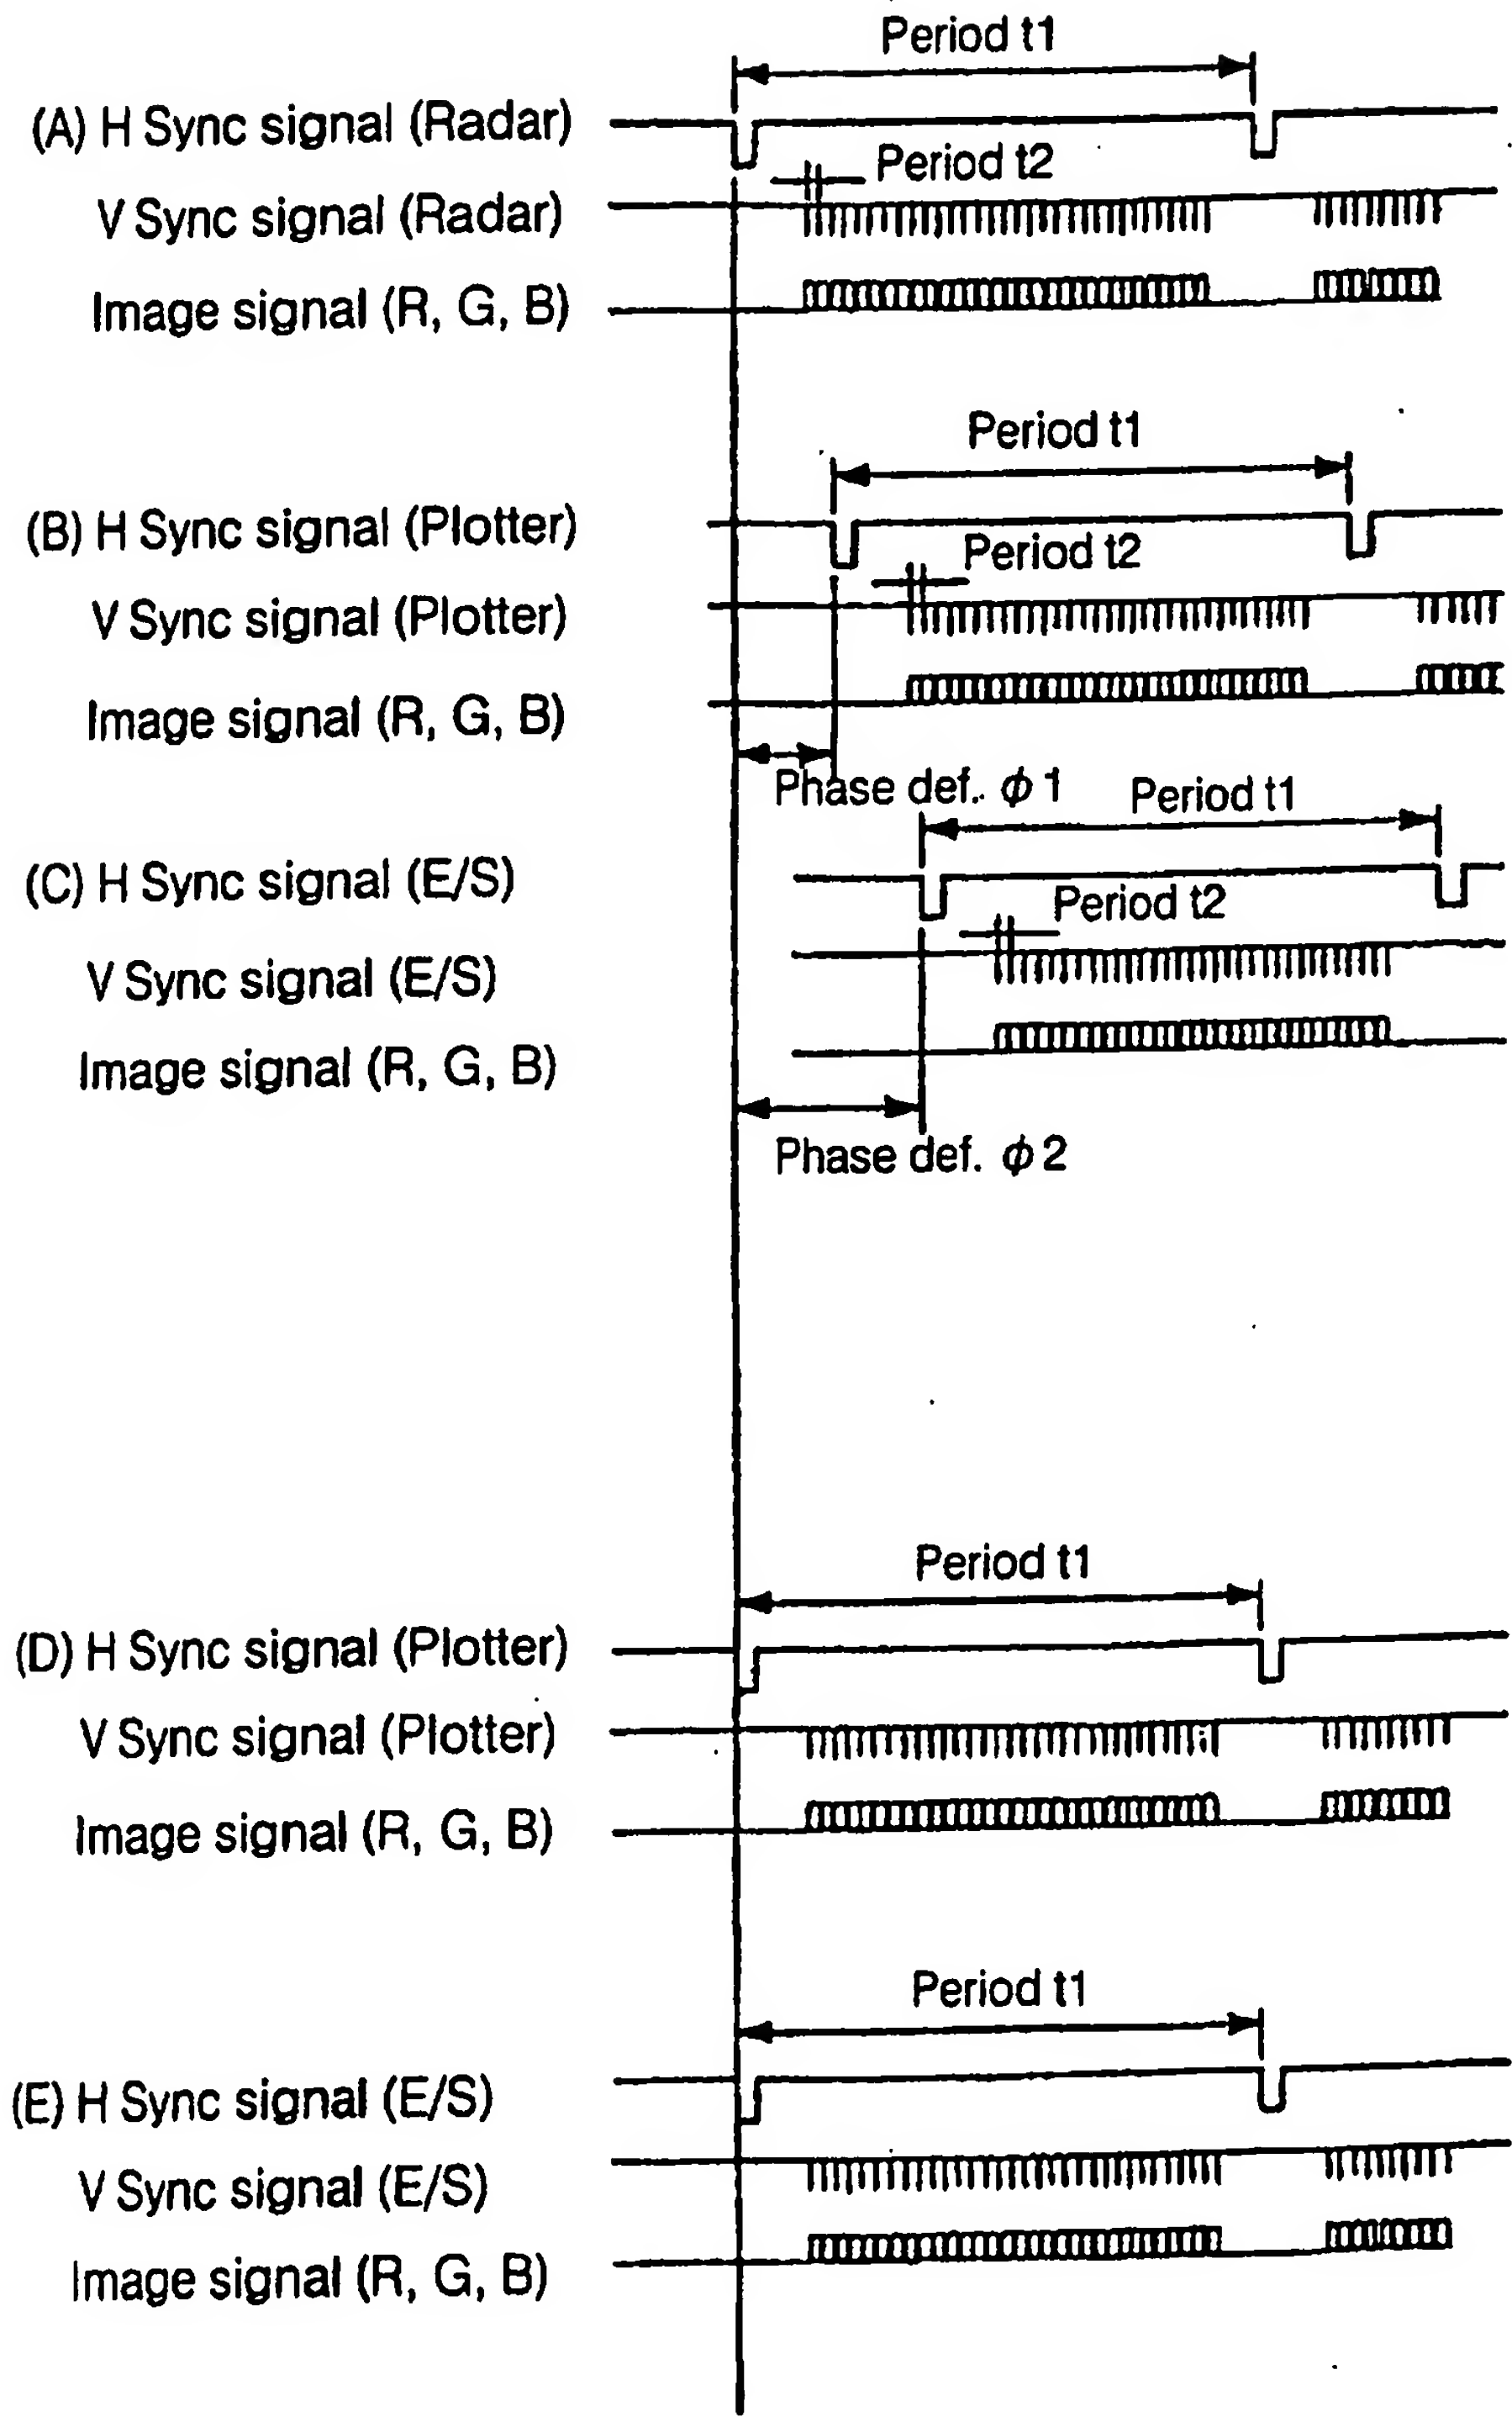 Period t1
(A) H Sync signal (Radar)
Period t2
V Sync signal (Radar)
Image signal (R, G, B)
Period t1
(B) H Sync signal (Plotter)
Period t2
V Sync signal (Plotter)
Image signal (R, G, B)
Phase def. ϕ 1
Period t1
(C) H Sync signal (E/S)
Period t2
V Sync signal (E/S)
Image signal (R, G, B)
Phase def. ϕ 2
Period t1
(D) H Sync signal (Plotter)
V Sync signal (Plotter)
Image signal (R, G, B)
Period t1
(E) H Sync signal (E/S)
V Sync signal (E/S)
Image signal (R, G, B)